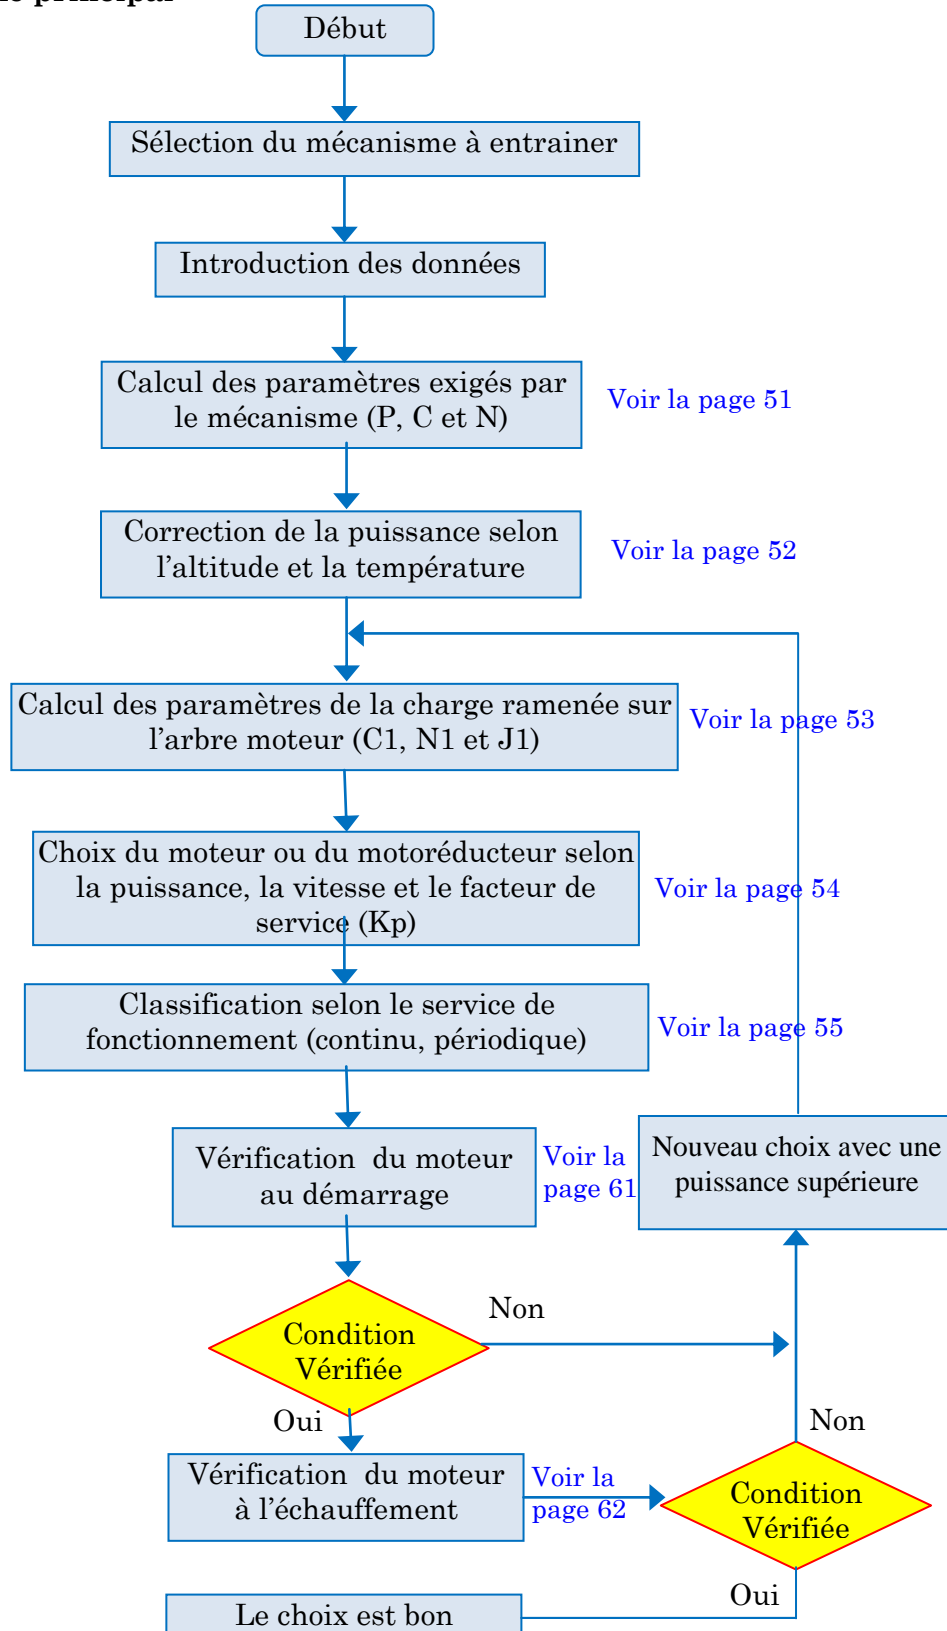 Début
Sélection du mécanisme à entrainer
Introduction des données
Calcul des paramètres exigés par
le mécanisme (P, C et N)
Voir la page 51
Correction de la puissance selon
l'altitude et la température
Voir la page 52
Calcul des paramètres de la charge ramenée sur
l'arbre moteur (C1, N1 et J1)
Voir la page 53
Choix du moteur ou du motoréducteur selon
la puissance, la vitesse et le facteur de
service (Kp)
Voir la page 54
Classification selon le service de
fonctionnement (continu, périodique)
Voir la page 55
Vérification du moteur
au démarrage
Voir la
page 61
Nouveau choix avec une
puissance supérieure
Condition
Vérifiée
Non
Oui
Vérification du moteur
à l'échauffement
Voir la
page 62
Condition
Vérifiée
Non
Oui
Le choix est bon